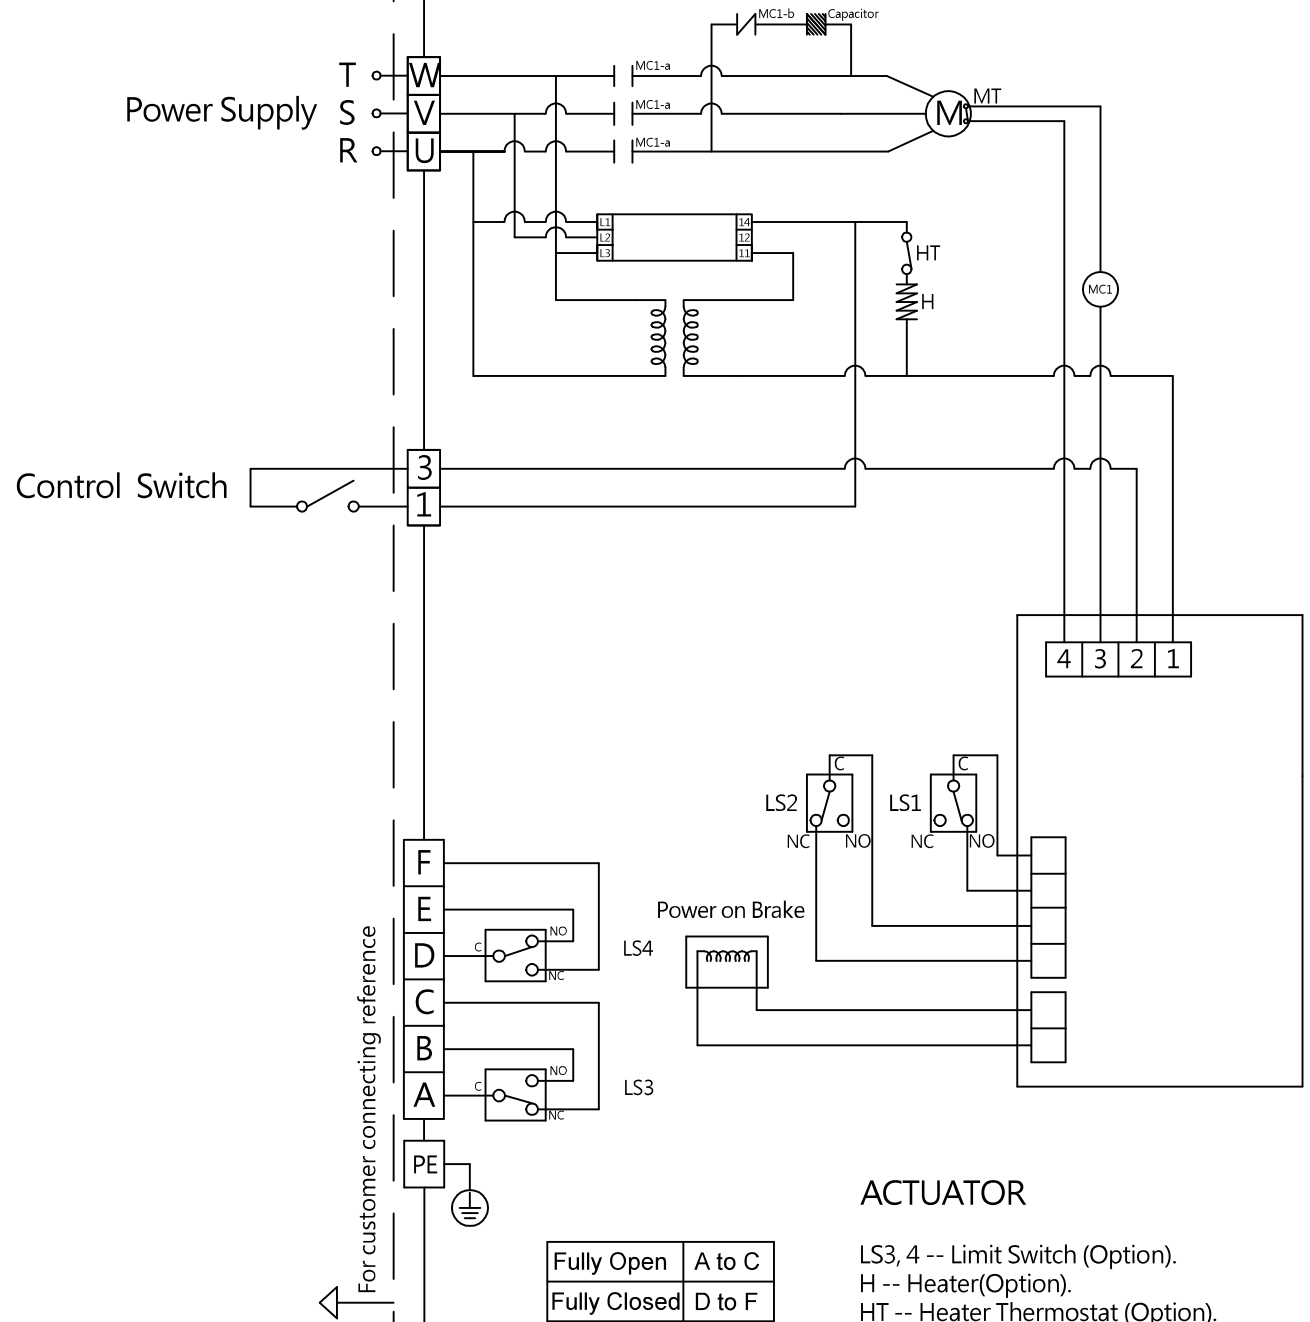 MC1-b Capacitor
T W MC1-a
Power Supply S V MC1-a M MT
R U MC1-a
L1 14
L2 12
L3 11
HT
H
MC1
3
Control Switch
1
4 3 2 1
C C
LS2 LS1
NC NO NC NO
F
E
Power on Brake
NO
D C LS4
NC
C
B
NO
A C LS3
NC
PE
For customer connecting reference
ACTUATOR
Fully Open A to C
Fully Closed D to F
LS3, 4 -- Limit Switch (Option).
H -- Heater(Option).
HT -- Heater Thermostat (Option).